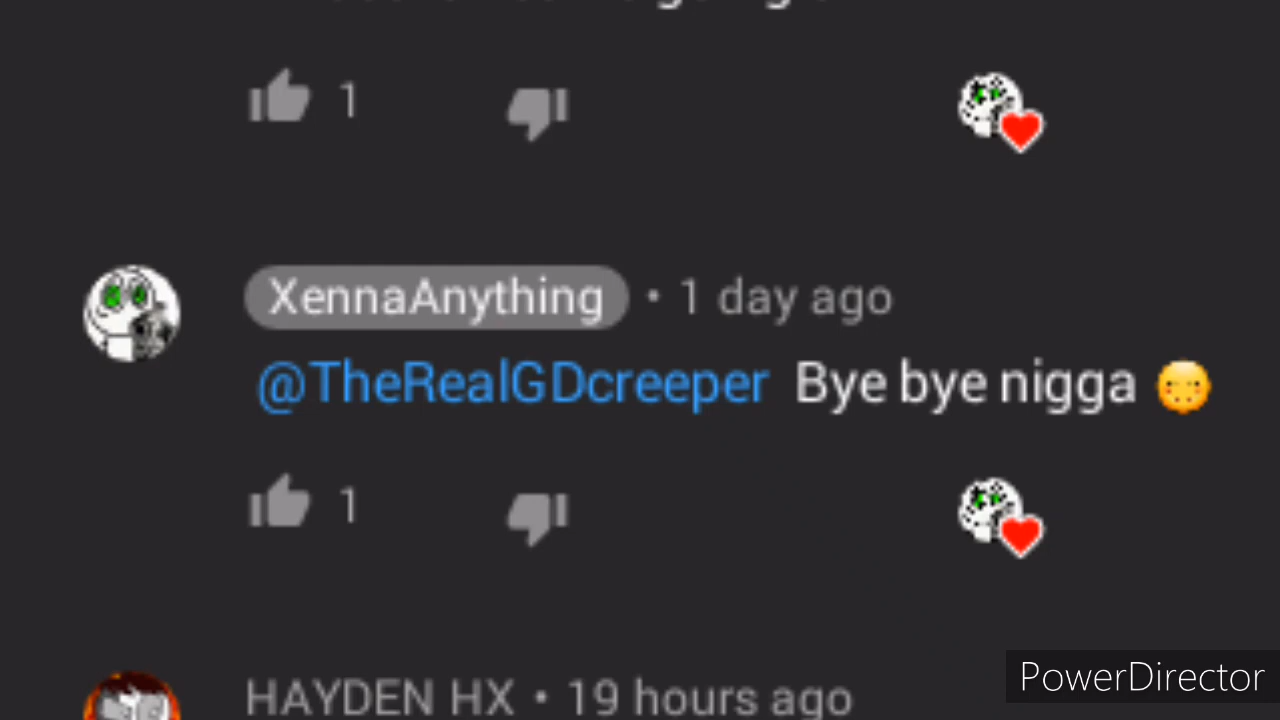 1
XennaAnything • 1 day ago
@TheRealGDcreeper Bye bye nigga
1
HAYDEN HX • 19 hours ago
PowerDirector